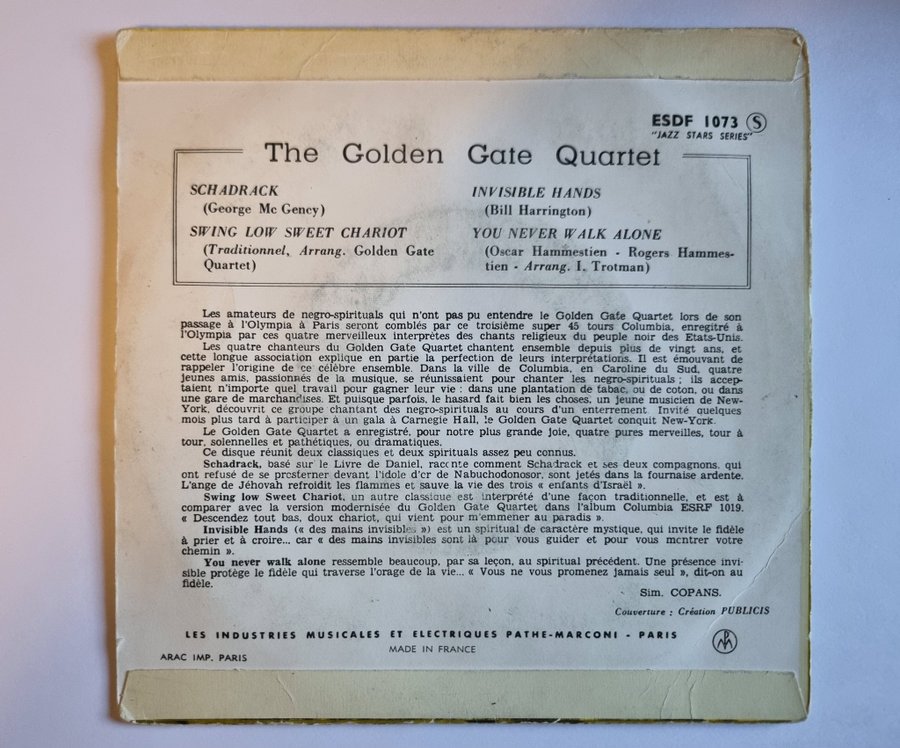 ESDF 1073 S
"JAZZ STARS SERIES"
The Golden Gate Quartet
SCHADRACK
(George Mc Gency)
SWING LOW SWEET CHARIOT
(Traditionnel, Arrang. Golden Gate
Quartet)
INVISIBLE HANDS
(Bill Harrington)
YOU NEVER WALK ALONE
(Oscar Hammestien - Rogers Hammes-
tien - Arrang. I. Trotman)
Les amateurs de negro-spirituals qui n'ont pas pu entendre le Golden Gate Quartet lors de son
passage à l'Olympia à Paris seront comblés par ce troisième super 45 tours Columbia, enregitré à
l'Olympia par ces quatre merveilleux interprètes des chants religieux du peuple noir des Etats-Unis.
Les quatre chanteurs du Golden Gate Quartet chantent ensemble depuis plus de vingt ans, et
cette longue association explique en partie la perfection de leurs interprétations. Il est émouvant de
rappeler l'origine de ce célèbre ensemble. Dans la ville de Columbia, en Caroline du Sud, quatre
jeunes amis, passionnés de la musique, se réunissaient pour chanter les negro-spirituals ; ils accep-
taient n'importe quel travail pour gagner leur vie : dans une plantation de tabac, ou de coton, ou dans
une gare de marchandises. Et puisque parfois, le hasard fait bien les choses, un jeune musicien de New-
York, découvrit ce groupe chantant des negro-spirituals au cours d'un enterrement. Invité quelques
mois plus tard à participer à un gala à Carnegie Hall, le Golden Gate Quartet conquit New-York.
Le Golden Gate Quartet a enregistré, pour notre plus grande joie, quatre pures merveilles, tour à
tour, solennelles et pathétiques, ou dramatiques.
Ce disque réunit deux classiques et deux spirituals assez peu connus.
Schadrack, basé sur le Livre de Daniel, raconte comment Schadrack et ses deux compagnons, qui
ont refusé de se prosterner devant l'idole d'or de Nabuchodonosor, sont jetés dans la fournaise ardente.
L'ange de Jéhovah refroidit les flammes et sauve la vie des trois « enfants d'Israël ».
Swing low Sweet Chariot, un autre classique est interprété d'une façon traditionnelle, et est à
comparer avec la version modernisée du Golden Gate Quartet dans l'album Columbia ESRF 1019.
« Descendez tout bas, doux chariot, qui vient pour m'emmener au paradis ».
Invisible Hands (« des mains invisibles ») est un spiritual de caractère mystique, qui invite le fidèle
à prier et à croire... car « des mains invisibles sont là pour vous guider et pour vous montrer votre
chemin ».
You never walk alone ressemble beaucoup, par sa leçon, au spiritual précédent. Une présence invi-
sible protège le fidèle qui traverse l'orage de la vie... « Vous ne vous promenez jamais seul », dit-on au
fidèle.
Sim. COPANS.
Couverture : Création PUBLICIS
LES INDUSTRIES MUSICALES ET ELECTRIQUES PATHE-MARCONI - PARIS
MADE IN FRANCE
ARAC IMP. PARIS